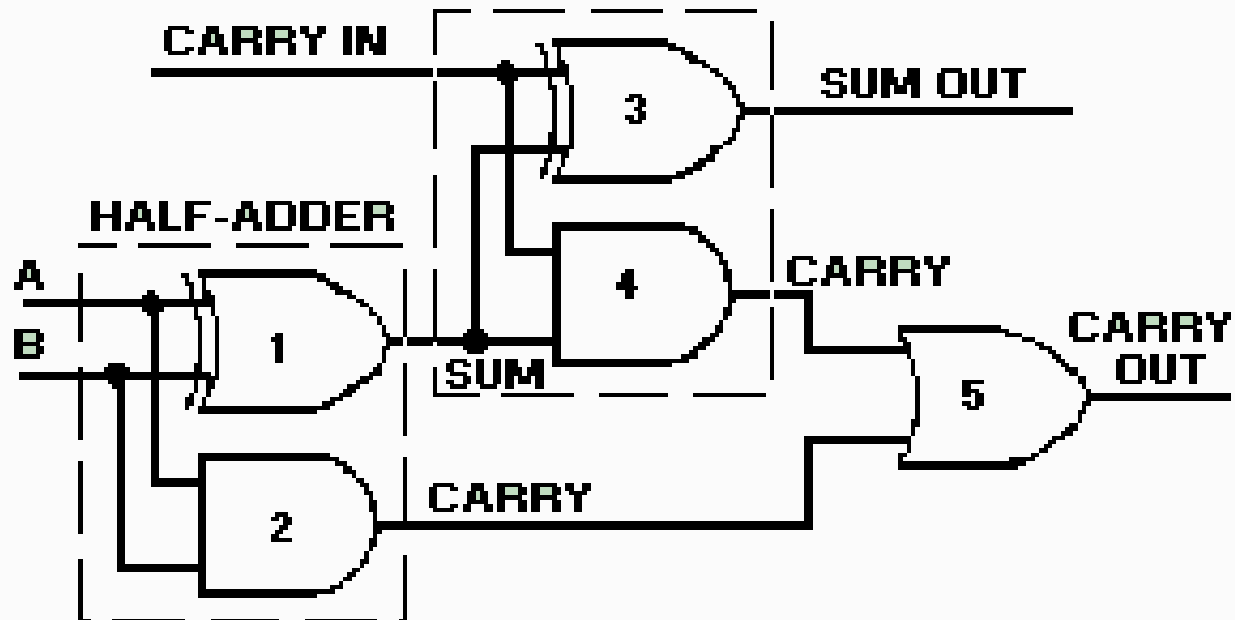 CARRY IN
3
SUM OUT
HALF-ADDER
A
4
CARRY
B
1
SUM
5
CARRY
OUT
2
CARRY